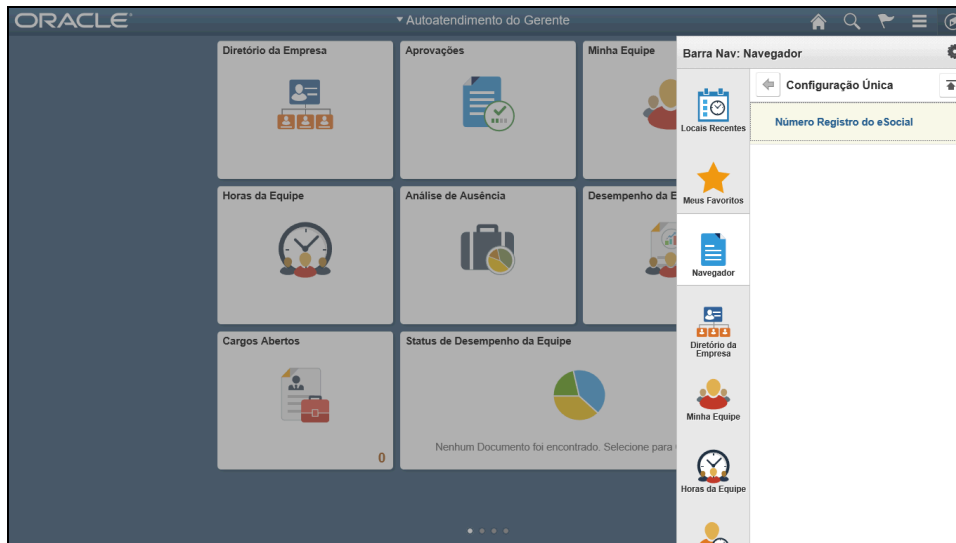 ORACLE
Autoatendimento do Gerente
Diretório da Empresa
Aprovações
Minha Equipe
Horas da Equipe
Análise de Ausência
Desempenho da E
Cargos Abertos
0
Status de Desempenho da Equipe
Nenhum Documento foi encontrado. Selecione para
Barra Nav: Navegador
Locais Recentes
Meus Favoritos
Navegador
Diretório da
Empresa
Minha Equipe
Horas da Equipe
Configuração Única
Número Registro do eSocial